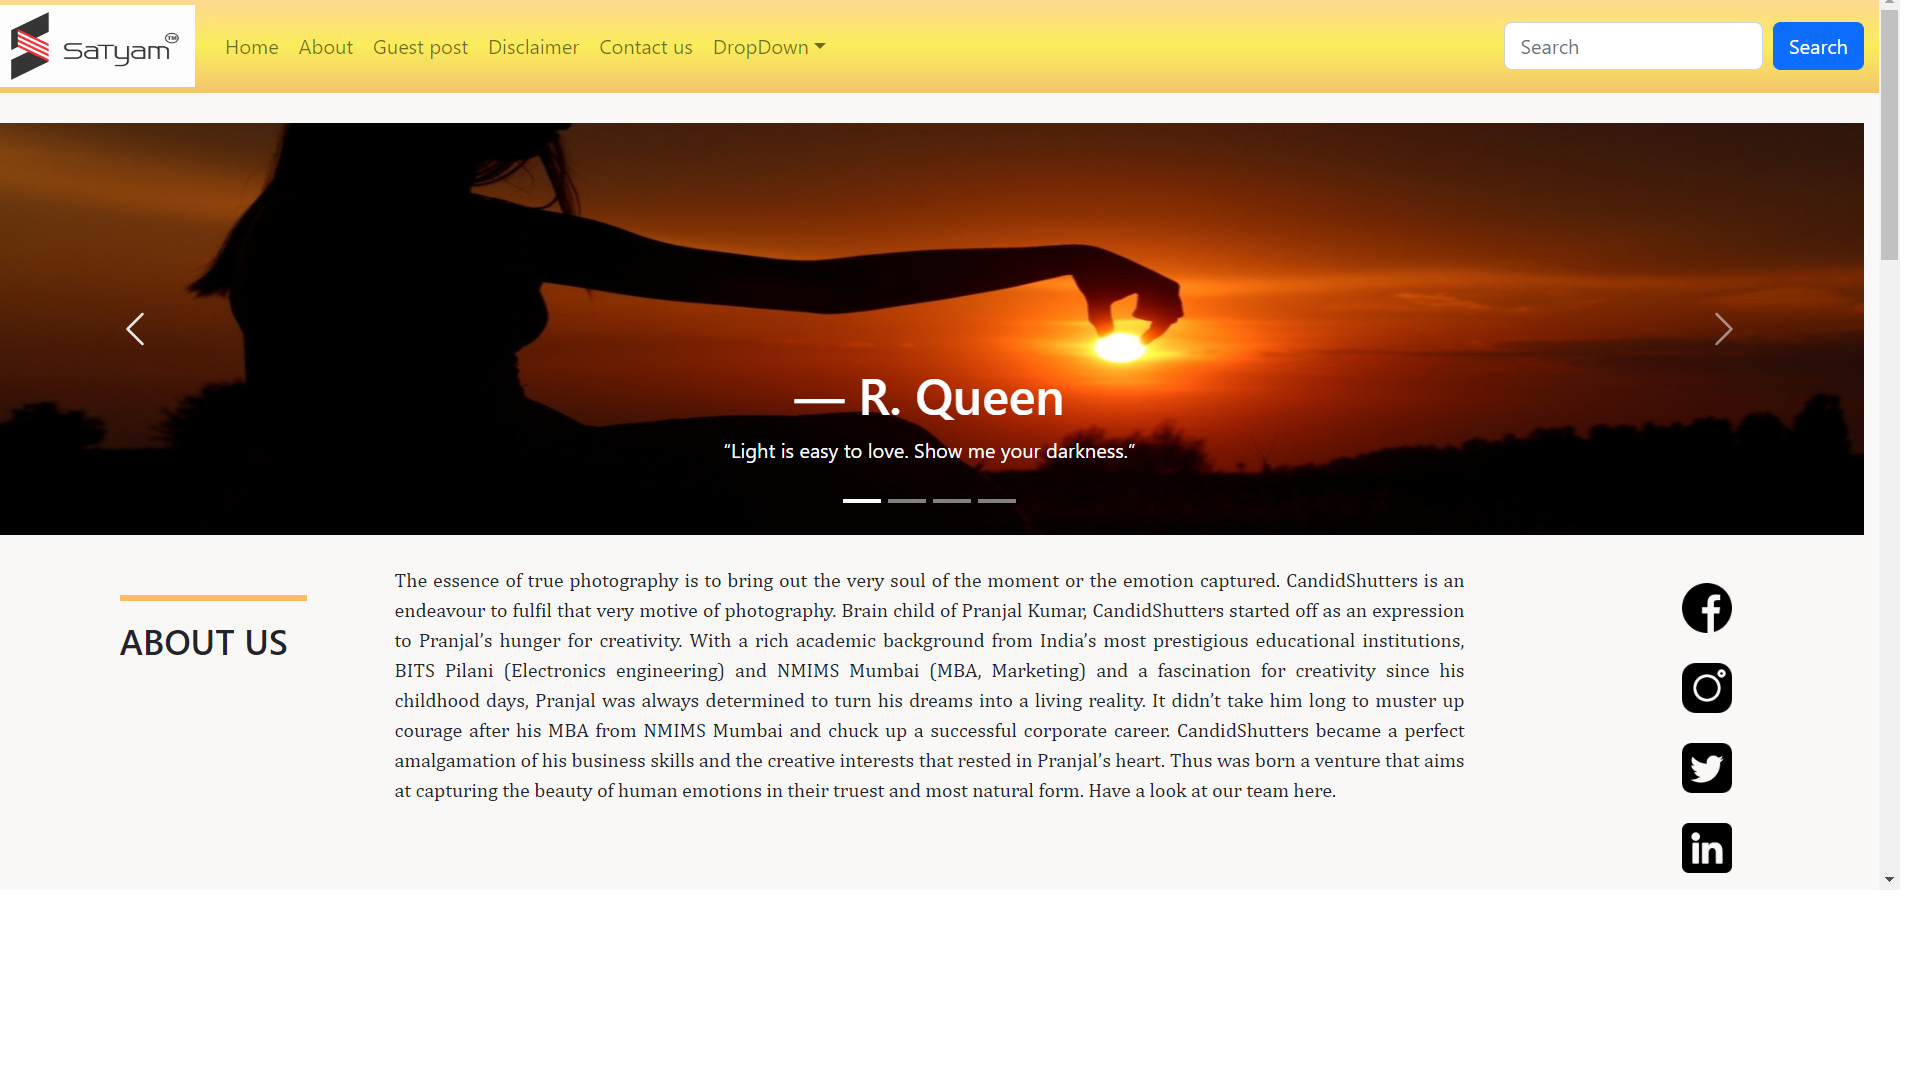 SaTyam TM
Home About Guest post Disclaimer Contact us DropDown
Search Search
— R. Queen
“Light is easy to love. Show me your darkness.”
ABOUT US
The essence of true photography is to bring out the very soul of the moment or the emotion captured. CandidShutters is an
endeavour to fulfil that very motive of photography. Brain child of Pranjal Kumar, CandidShutters started off as an expression
to Pranjal’s hunger for creativity. With a rich academic background from India’s most prestigious educational institutions,
BITS Pilani (Electronics engineering) and NMIMS Mumbai (MBA, Marketing) and a fascination for creativity since his
childhood days, Pranjal was always determined to turn his dreams into a living reality. It didn’t take him long to muster up
courage after his MBA from NMIMS Mumbai and chuck up a successful corporate career. CandidShutters became a perfect
amalgamation of his business skills and the creative interests that rested in Pranjal’s heart. Thus was born a venture that aims
at capturing the beauty of human emotions in their truest and most natural form. Have a look at our team here.
in